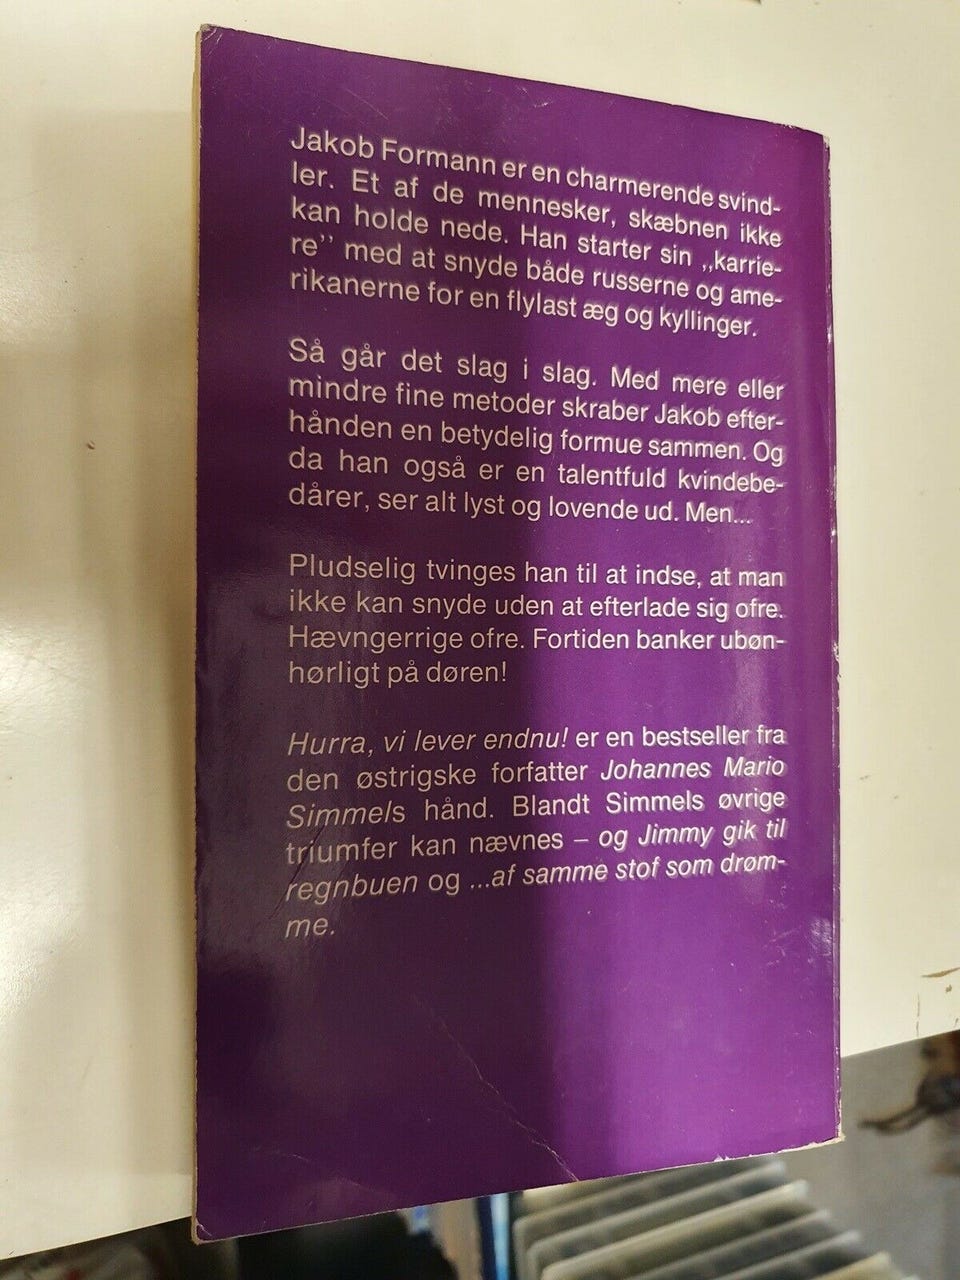 Jakob Formann er en charmerende svind-
ler. Et af de mennesker, skæbnen ikke
kan holde nede. Han starter sin „karrie-
re” med at snyde både russerne og ame-
rikanerne for en flylast æg og kyllinger.
Så går det slag i slag. Med mere eller
mindre fine metoder skraber Jakob efter-
hånden en betydelig formue sammen. Og
da han også er en talentfuld kvindebe-
dårer, ser alt lyst og lovende ud. Men...
Pludselig tvinges han til at indse, at man
ikke kan snyde uden at efterlade sig ofre.
Hævngerrige ofre. Fortiden banker ubøn-
hørligt på døren!
Hurra, vi lever endnu! er en bestseller fra
den østrigske forfatter Johannes Mario
Simmels hånd. Blandt Simmels øvrige
triumfer kan nævnes – og Jimmy gik til
regnbuen og ...af samme stof som drøm-
me.